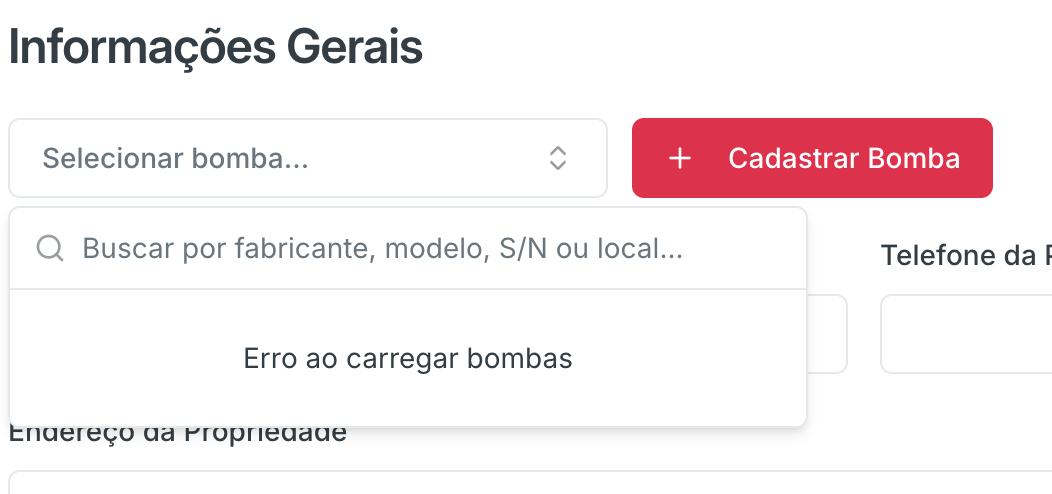 Informações Gerais
Selecionar bomba...
Cadastrar Bomba
Buscar por fabricante, modelo, S/N ou local...
Telefone da
Erro ao carregar bombas
Endereço da Propriedade